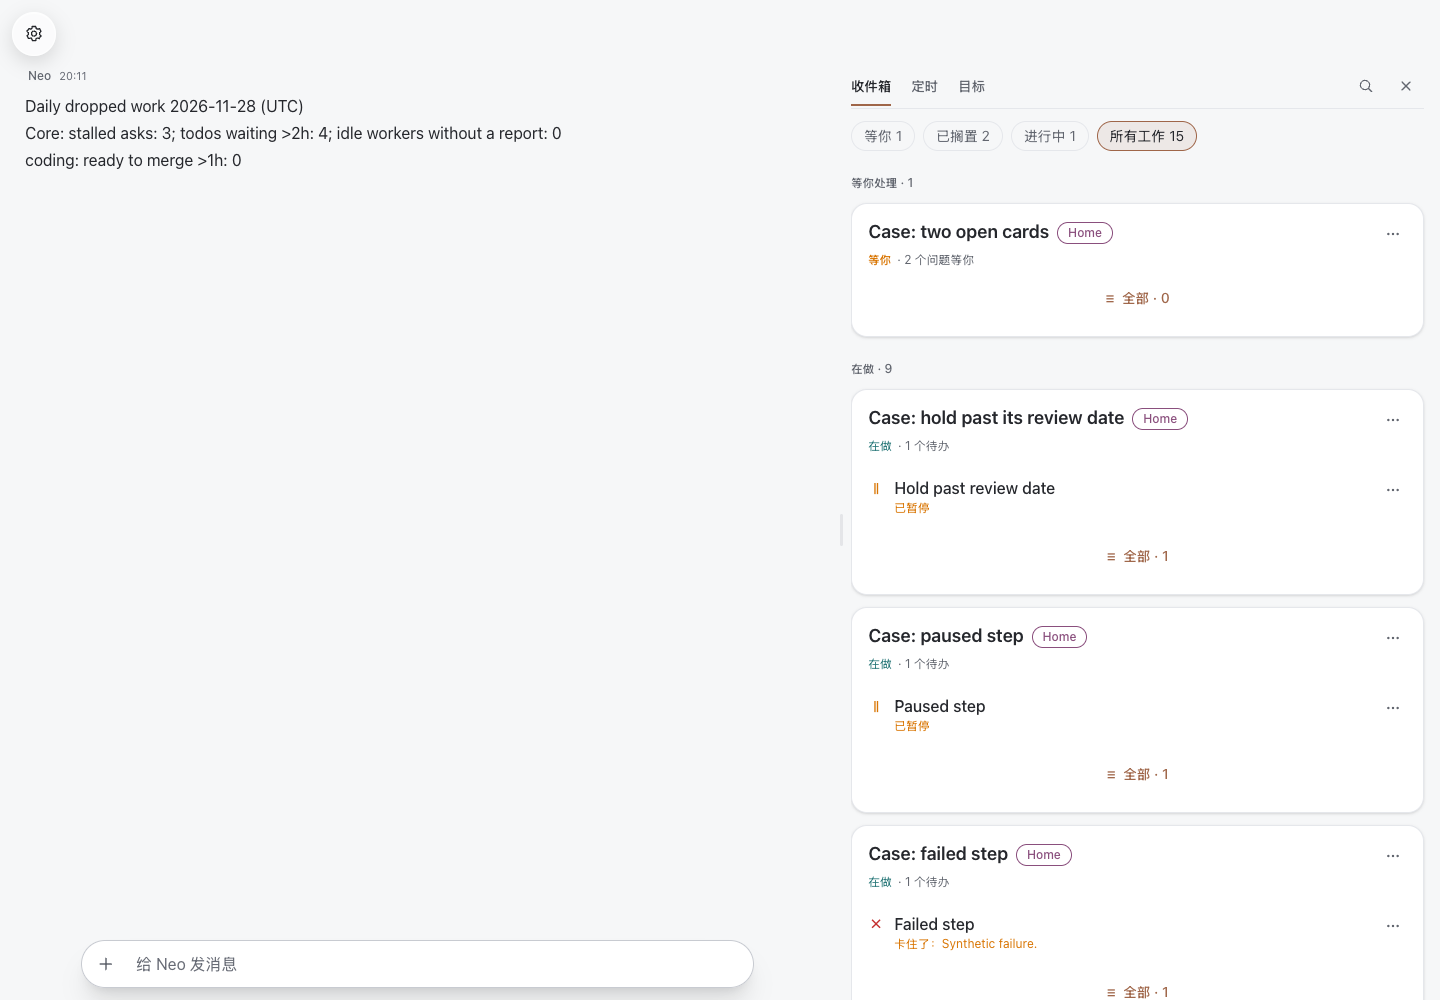 Neo 20:11
Daily dropped work 2026-11-28 (UTC)
Core: stalled asks: 3; todos waiting >2h: 4; idle workers without a report: 0
coding: ready to merge >1h: 0
给 Neo 发消息
收件箱 定时 目标
等你 1 已搁置 2 进行中 1 所有工作 15
等你处理 · 1
Case: two open cards Home
等你 · 2 个问题等你
全部 · 0
在做 · 9
Case: hold past its review date Home
在做 · 1 个待办
Hold past review date
已暂停
全部 · 1
Case: paused step Home
在做 · 1 个待办
Paused step
已暂停
全部 · 1
Case: failed step Home
在做 · 1 个待办
Failed step
卡住了: Synthetic failure.
全部 · 1